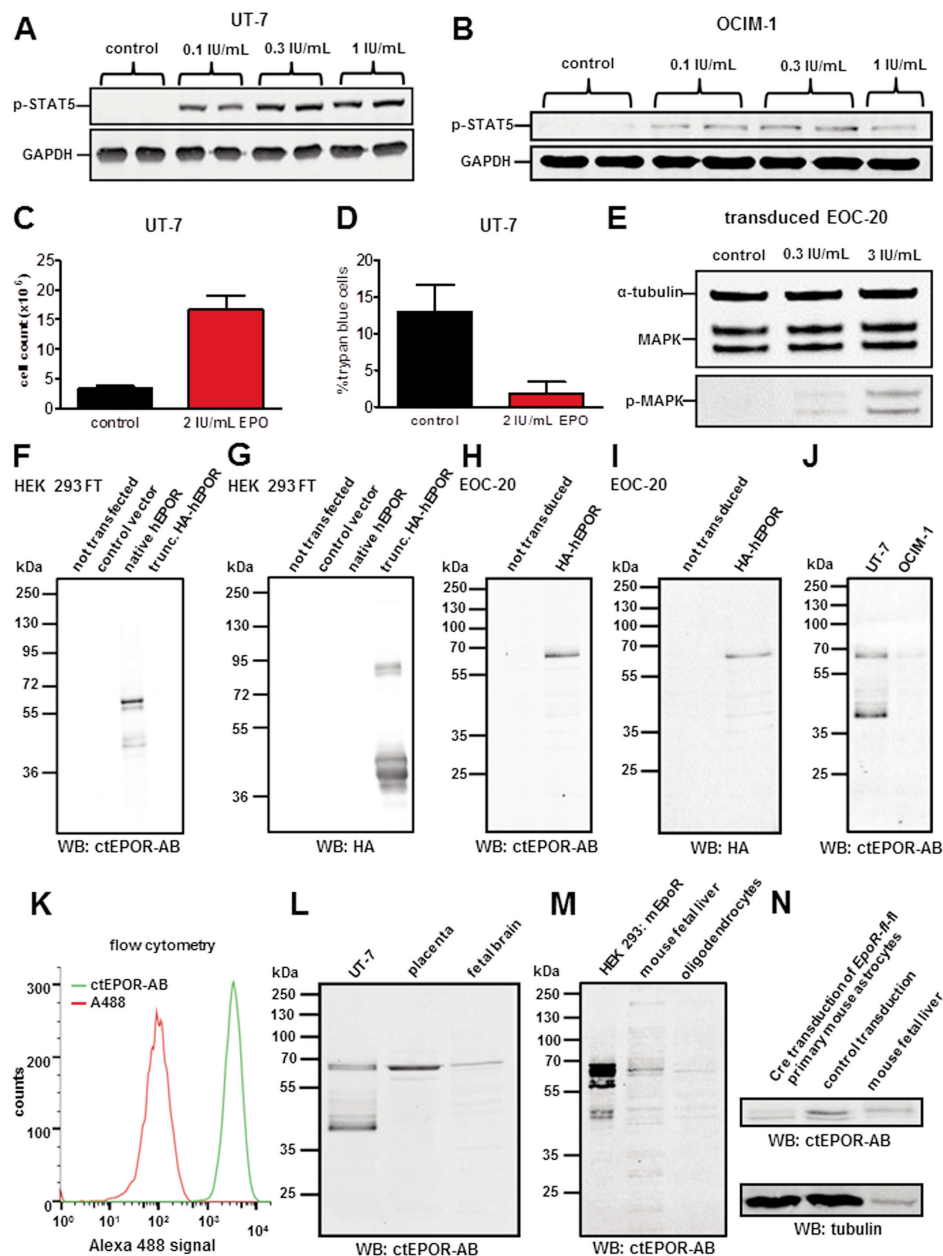 A
UT-7
control
0.1 IU/mL
0.3 IU/mL
1 IU/mL
p-STAT5
GAPDH
B
OCIM-1
control
0.1 IU/mL
0.3 IU/mL
1 IU/mL
p-STAT5
GAPDH
C
UT-7
cell count (x10⁶)
25
20
15
10
5
0
control
2 IU/mL EPO
D
UT-7
% trypan blue cells
20
15
10
5
0
control
2 IU/mL EPO
E
transduced EOC-20
control
0.3 IU/mL
3 IU/mL
α-tubulin
MAPK
p-MAPK
F
HEK 293 FT
not transfected
control vector
native hEPOR
trunc. HA-hEPOR
kDa
250
130
95
72
55
36
WB: ctEPOR-AB
G
HEK 293 FT
not transfected
control vector
native hEPOR
trunc. HA-hEPOR
kDa
250
130
95
72
55
36
WB: HA
H
EOC-20
not transduced
HA-hEPOR
kDa
250
130
100
70
55
35
25
WB: ctEPOR-AB
I
EOC-20
not transduced
HA-hEPOR
kDa
250
130
100
70
55
35
25
WB: HA
J
UT-7
OCIM-1
kDa
250
130
100
70
55
35
25
WB: ctEPOR-AB
K
flow cytometry
ctEPOR-AB
A488
counts
300
200
100
0
10⁰
10¹
10²
10³
10⁴
Alexa 488 signal
L
UT-7
placenta
fetal brain
kDa
250
130
100
70
55
35
25
WB: ctEPOR-AB
M
HEK 293: mEpoR
mouse fetal liver
oligodendrocytes
kDa
250
130
100
70
55
35
25
WB: ctEPOR-AB
N
Cre transduction of EpoR-fl-fl
primary mouse astrocytes
control transduction
mouse fetal liver
WB: ctEPOR-AB
WB: tubulin